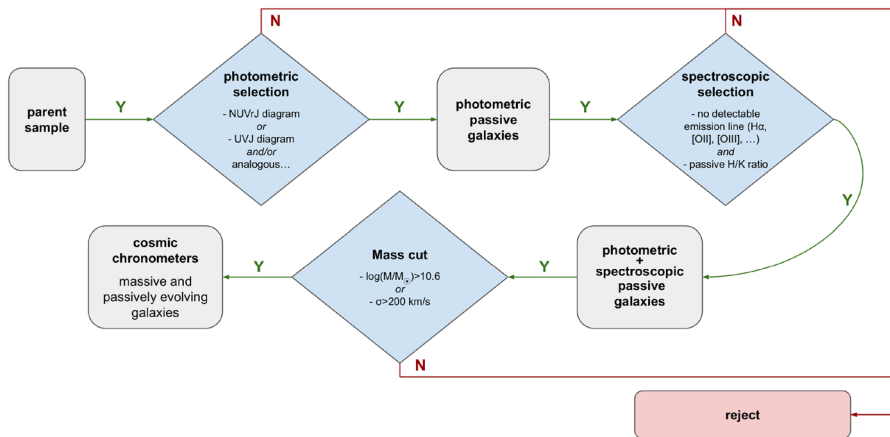 N
N
parent
sample
Y
photometric
selection
- NUVrJ diagram
or
- UVJ diagram
and/or
analogous...
Y
photometric
passive
galaxies
Y
spectroscopic
selection
- no detectable
emission line (Hα,
[OII], [OIII], ...)
and
- passive H/K ratio
Y
photometric
+
spectroscopic
passive
galaxies
Y
Mass cut
- log(M/M☉)>10.6
or
- σ>200 km/s
Y
cosmic
chronometers
massive and
passively evolving
galaxies
N
reject